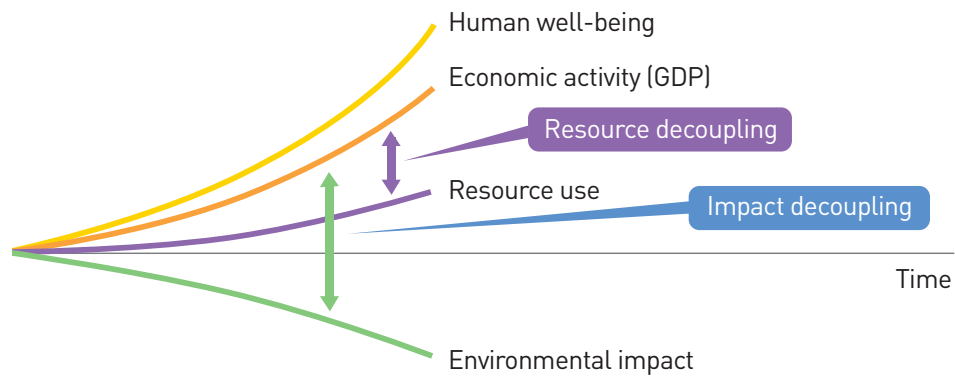 Human well-being
Economic activity (GDP)
Resource decoupling
Resource use
Impact decoupling
Time
Environmental impact